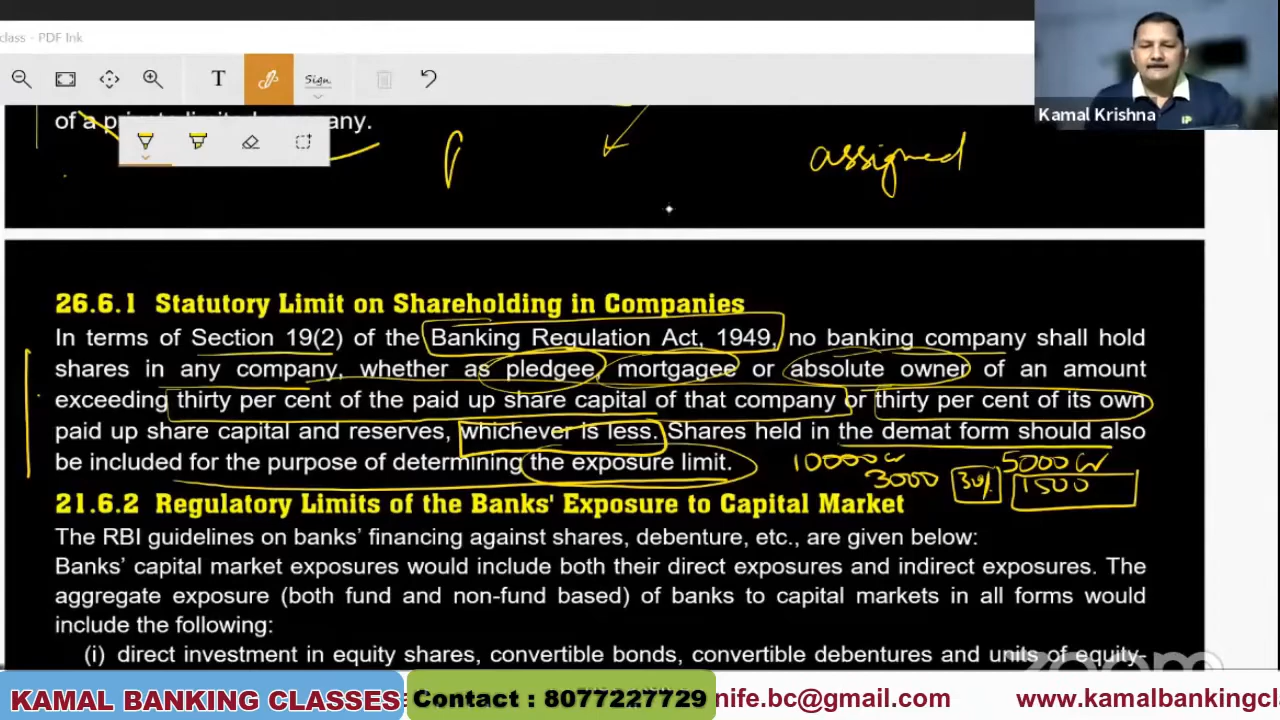 class - PDF Ink
T
Sign
Kamal Krishna
of a private limited company.
assigned
26.6.1 Statutory Limit on Shareholding in Companies
In terms of Section 19(2) of the Banking Regulation Act, 1949, no banking company shall hold
shares in any company, whether as pledgee, mortgagee or absolute owner of an amount
exceeding thirty per cent of the paid up share capital of that company or thirty per cent of its own
paid up share capital and reserves, whichever is less. Shares held in the demat form should also
be included for the purpose of determining the exposure limit.
10000 cr 5000 cr
3000 30% 1500
21.6.2 Regulatory Limits of the Banks' Exposure to Capital Market
The RBI guidelines on banks' financing against shares, debenture, etc., are given below:
Banks' capital market exposures would include both their direct exposures and indirect exposures. The
aggregate exposure (both fund and non-fund based) of banks to capital markets in all forms would
include the following:
(i) direct investment in equity shares, convertible bonds, convertible debentures and units of equity-
zoom
KAMAL BANKING CLASSES Contact : 8077227729 nife.bc@gmail.com www.kamalbankingcl